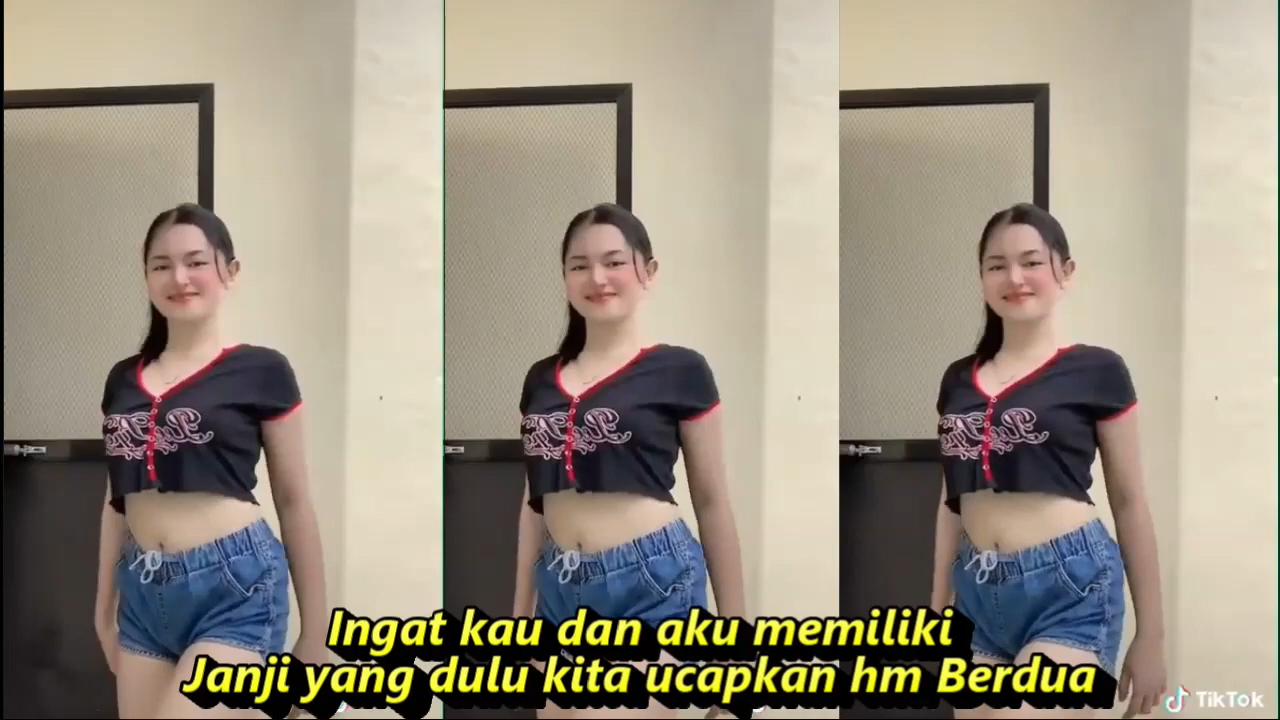 Ingat kau dan aku memiliki
Janji yang dulu kita ucapkan hm Berdua
TikTok